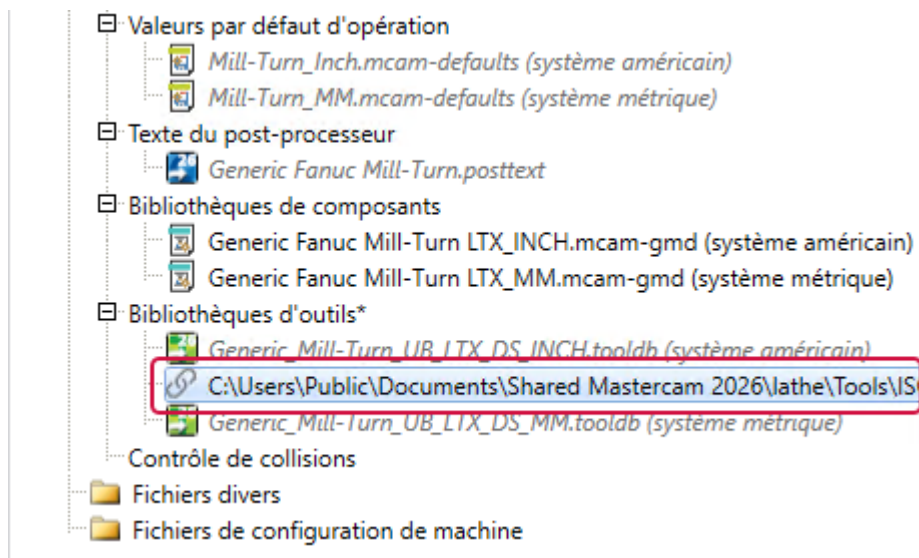 Valeurs par défaut d'opération
Mill-Turn_Inch.mcam-defaults (système américain)
Mill-Turn_MM.mcam-defaults (système métrique)
Texte du post-processeur
Generic Fanuc Mill-Turn.posttext
Bibliothèques de composants
Generic Fanuc Mill-Turn LTX_INCH.mcam-gmd (système américain)
Generic Fanuc Mill-Turn LTX_MM.mcam-gmd (système métrique)
Bibliothèques d'outils*
Generic_Mill-Turn_UB_LTX_DS_INCH.tooldb (système américain)
C:\Users\Public\Documents\Shared Mastercam 2026\lathe\Tools\IS
Generic_Mill-Turn_UB_LTX_DS_MM.tooldb (système métrique)
Contrôle de collisions
Fichiers divers
Fichiers de configuration de machine